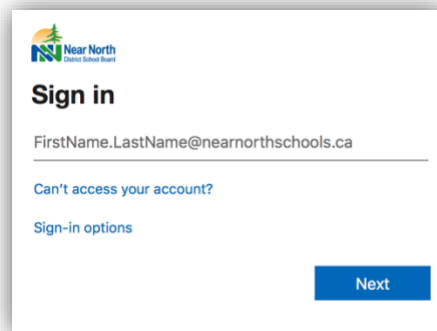 Near North
District School Board
Sign in
FirstName.LastName@nearnorthschools.ca
Can't access your account?
Sign-in options
Next